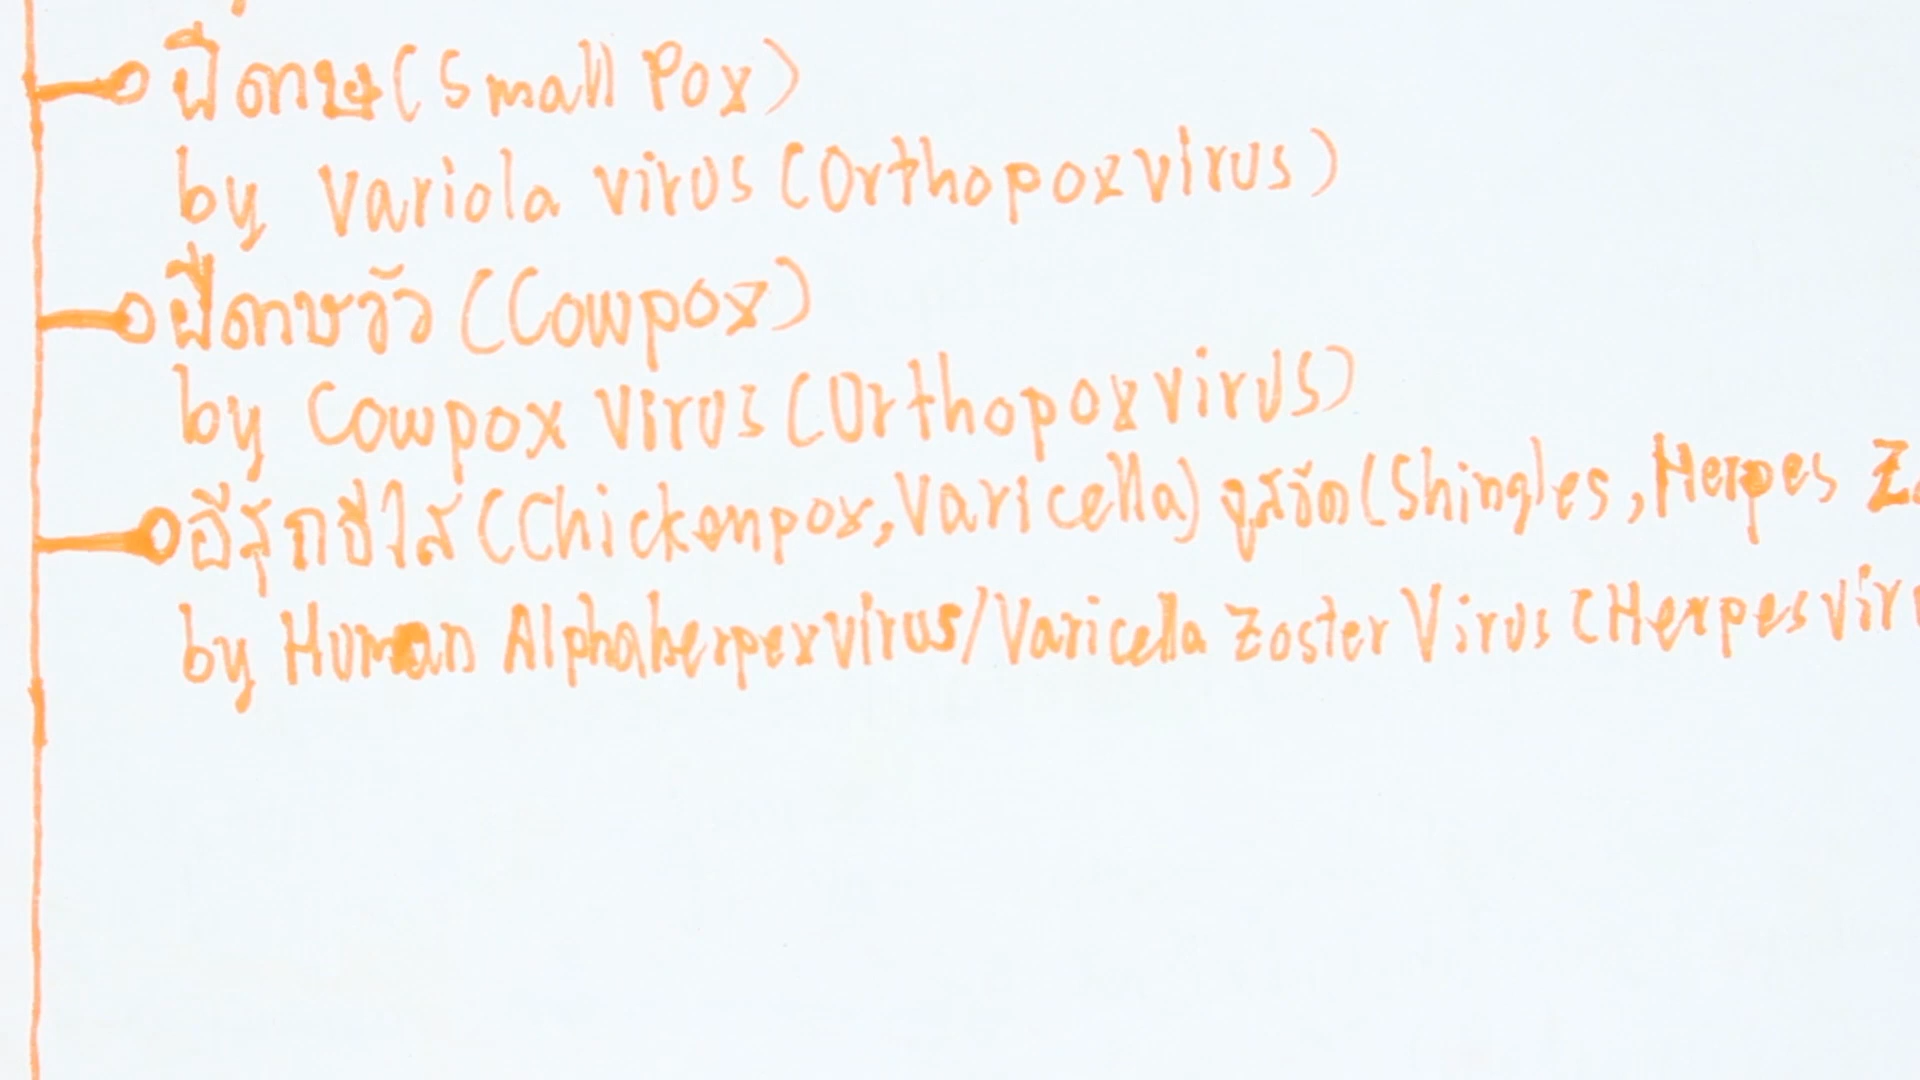 ฝีดาษ (Small Pox)
by Variola virus (Orthopoxvirus)
ฝีดาษวัว (Cowpox)
by Cowpox Virus (Orthopoxvirus)
อีสุกอีใส (Chickenpox, Varicella) งูสวัด (Shingles, Herpes
by Human Alphaherpexvirus/Varicella Zoster Virus (Herpesvir